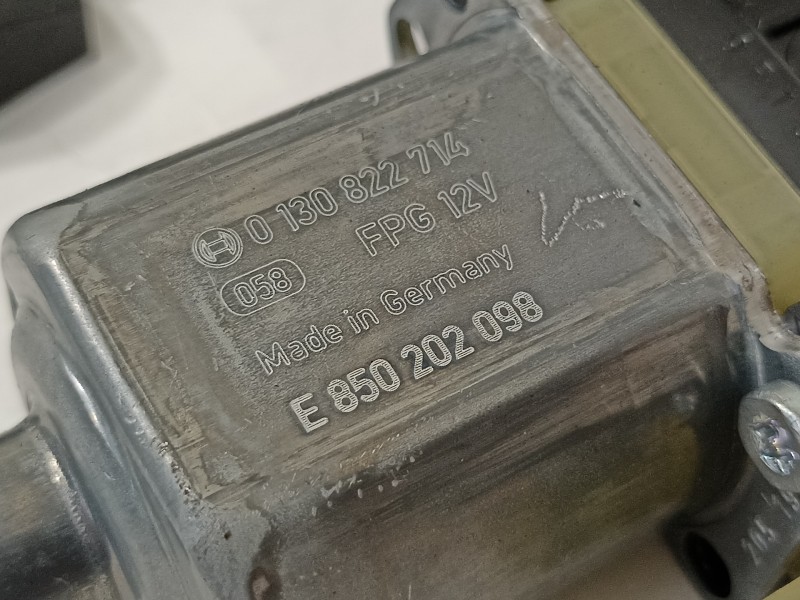 0 130 822 714
FPG 12V
058
Made in Germany
E 850 202 098